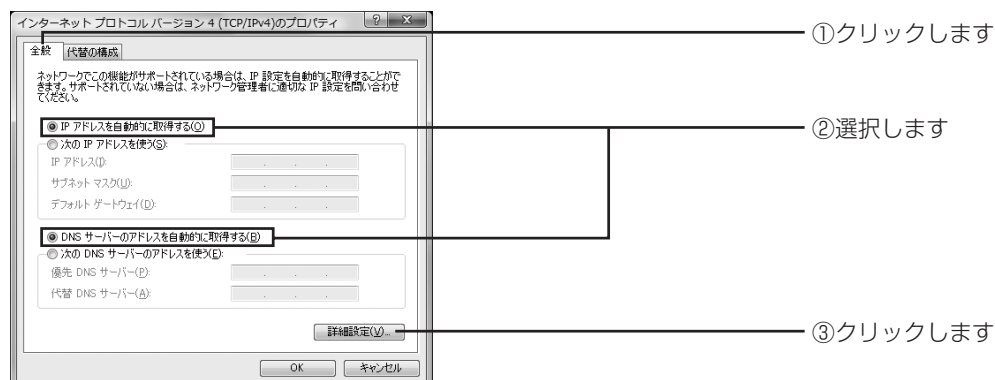 インターネット プロトコル バージョン 4 (TCP/IPv4)のプロパティ
①クリックします
全般 代替の構成
ネットワークでこの機能がサポートされている場合は、IP 設定を自動的に取得することがで
きます。サポートされていない場合は、ネットワーク管理者に適切な IP 設定を問い合わせ
てください。
IP アドレスを自動的に取得する(O)
②選択します
次の IP アドレスを使う(S):
IP アドレス(I):
サブネット マスク(U):
デフォルト ゲートウェイ(D):
DNS サーバーのアドレスを自動的に取得する(B)
次の DNS サーバーのアドレスを使う(E):
優先 DNS サーバー(P):
代替 DNS サーバー(A):
詳細設定(V)...
③クリックします
OK キャンセル